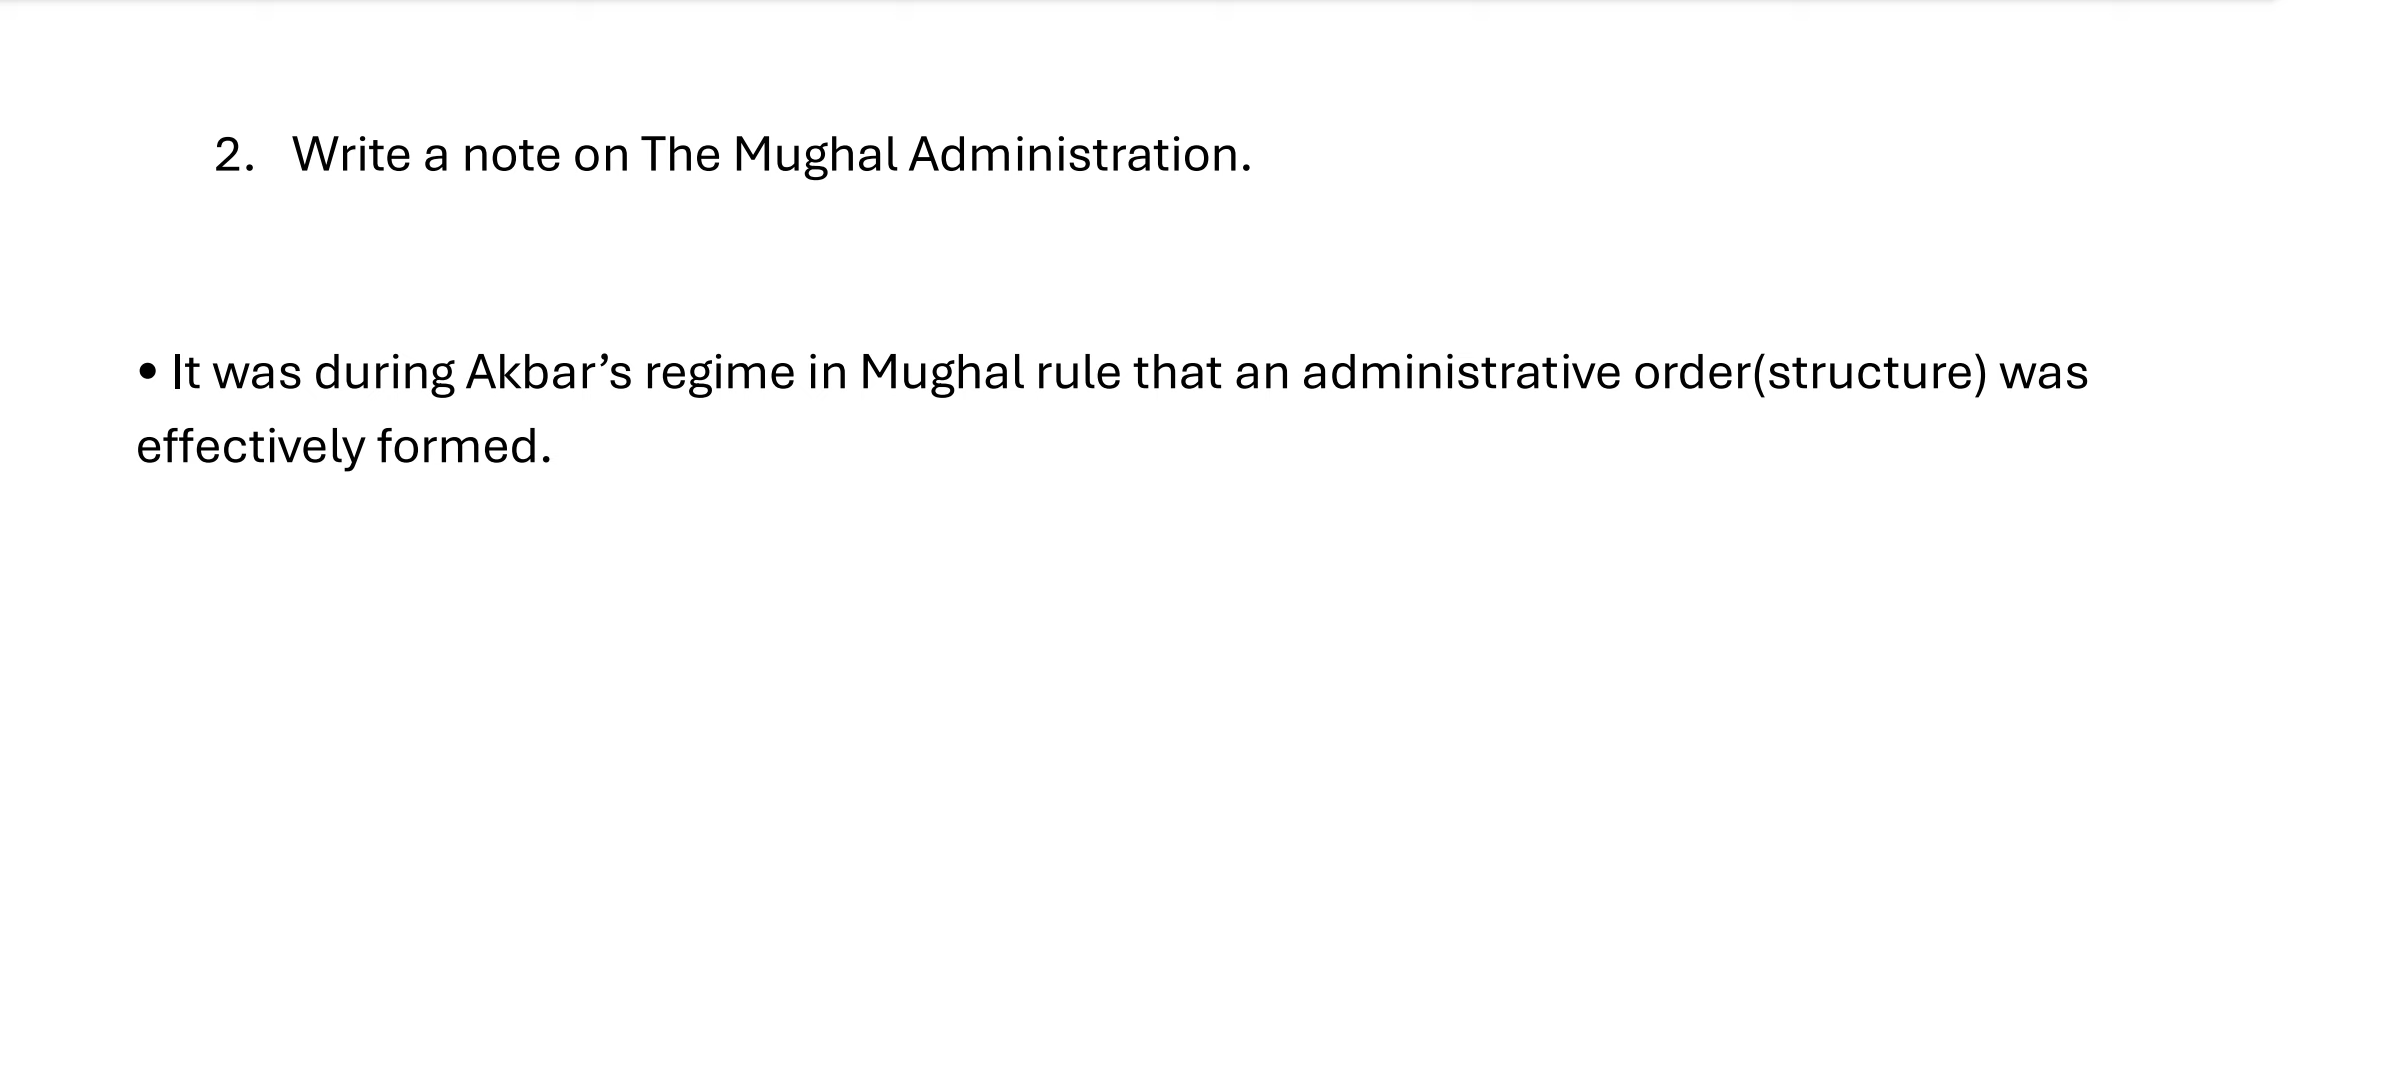 2. Write a note on The Mughal Administration.
• It was during Akbar’s regime in Mughal rule that an administrative order(structure) was
effectively formed.